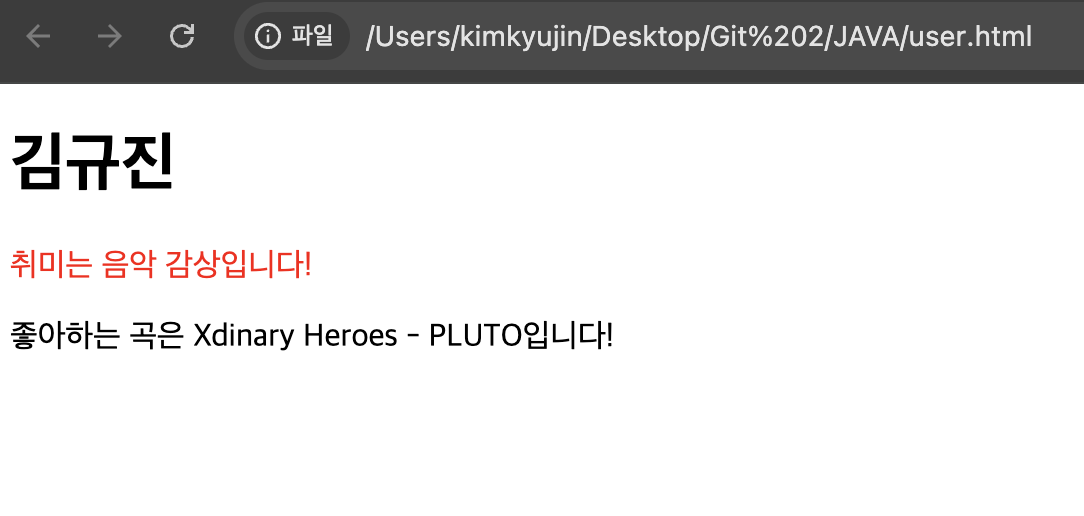 파일 /Users/kimkyujin/Desktop/Git%202/JAVA/user.html
김규진
취미는 음악 감상입니다!
좋아하는 곡은 Xdinary Heroes - PLUTO입니다!